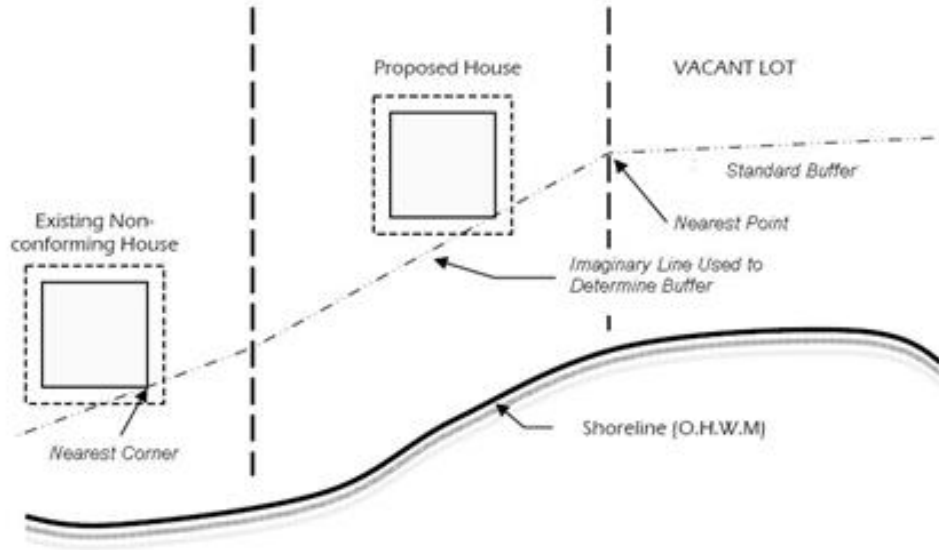 Proposed House
VACANT LOT
Standard Buffer
Nearest Point
Existing Non-
conforming House
Imaginary Line Used to
Determine Buffer
Nearest Corner
Shoreline (O.H.W.M)